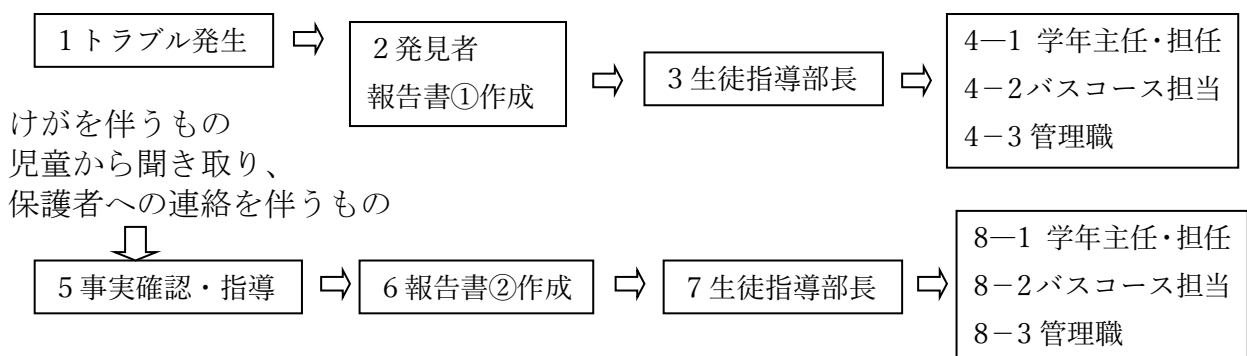 1トラブル発生
2発見者
報告書①作成
3生徒指導部長
4―1 学年主任・担任
4－2バスコース担当
4－3管理職
けがを伴うもの
児童から聞き取り、
保護者への連絡を伴うもの
5事実確認・指導
6報告書②作成
7生徒指導部長
8―1 学年主任・担任
8－2バスコース担当
8－3管理職